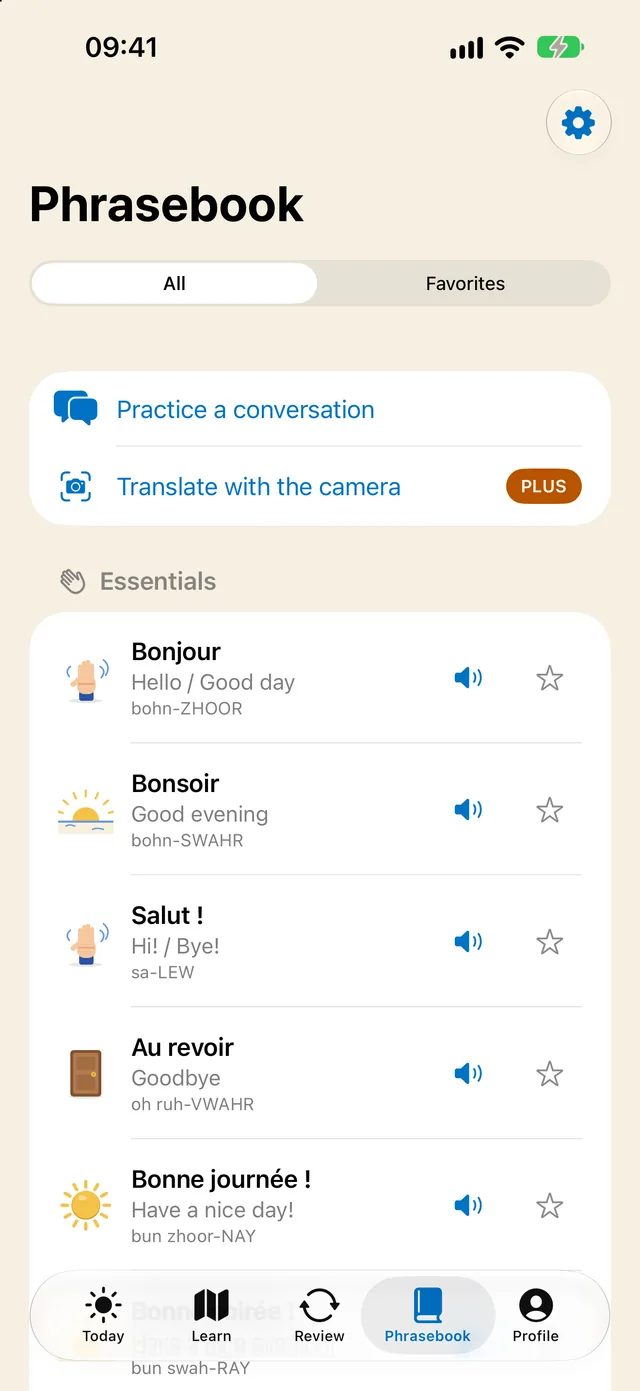 09:41
Phrasebook
All
Favorites
Practice a conversation
Translate with the camera
PLUS
Essentials
Bonjour
Hello / Good day
bohn-ZHOOR
Bonsoir
Good evening
bohn-SWAHR
Salut !
Hi! / Bye!
sa-LEW
Au revoir
Goodbye
oh ruh-VWAHR
Bonne journée !
Have a nice day!
bun zhoor-NAY
Today
Learn
Review
Phrasebook
Profile
bun swah-RAY